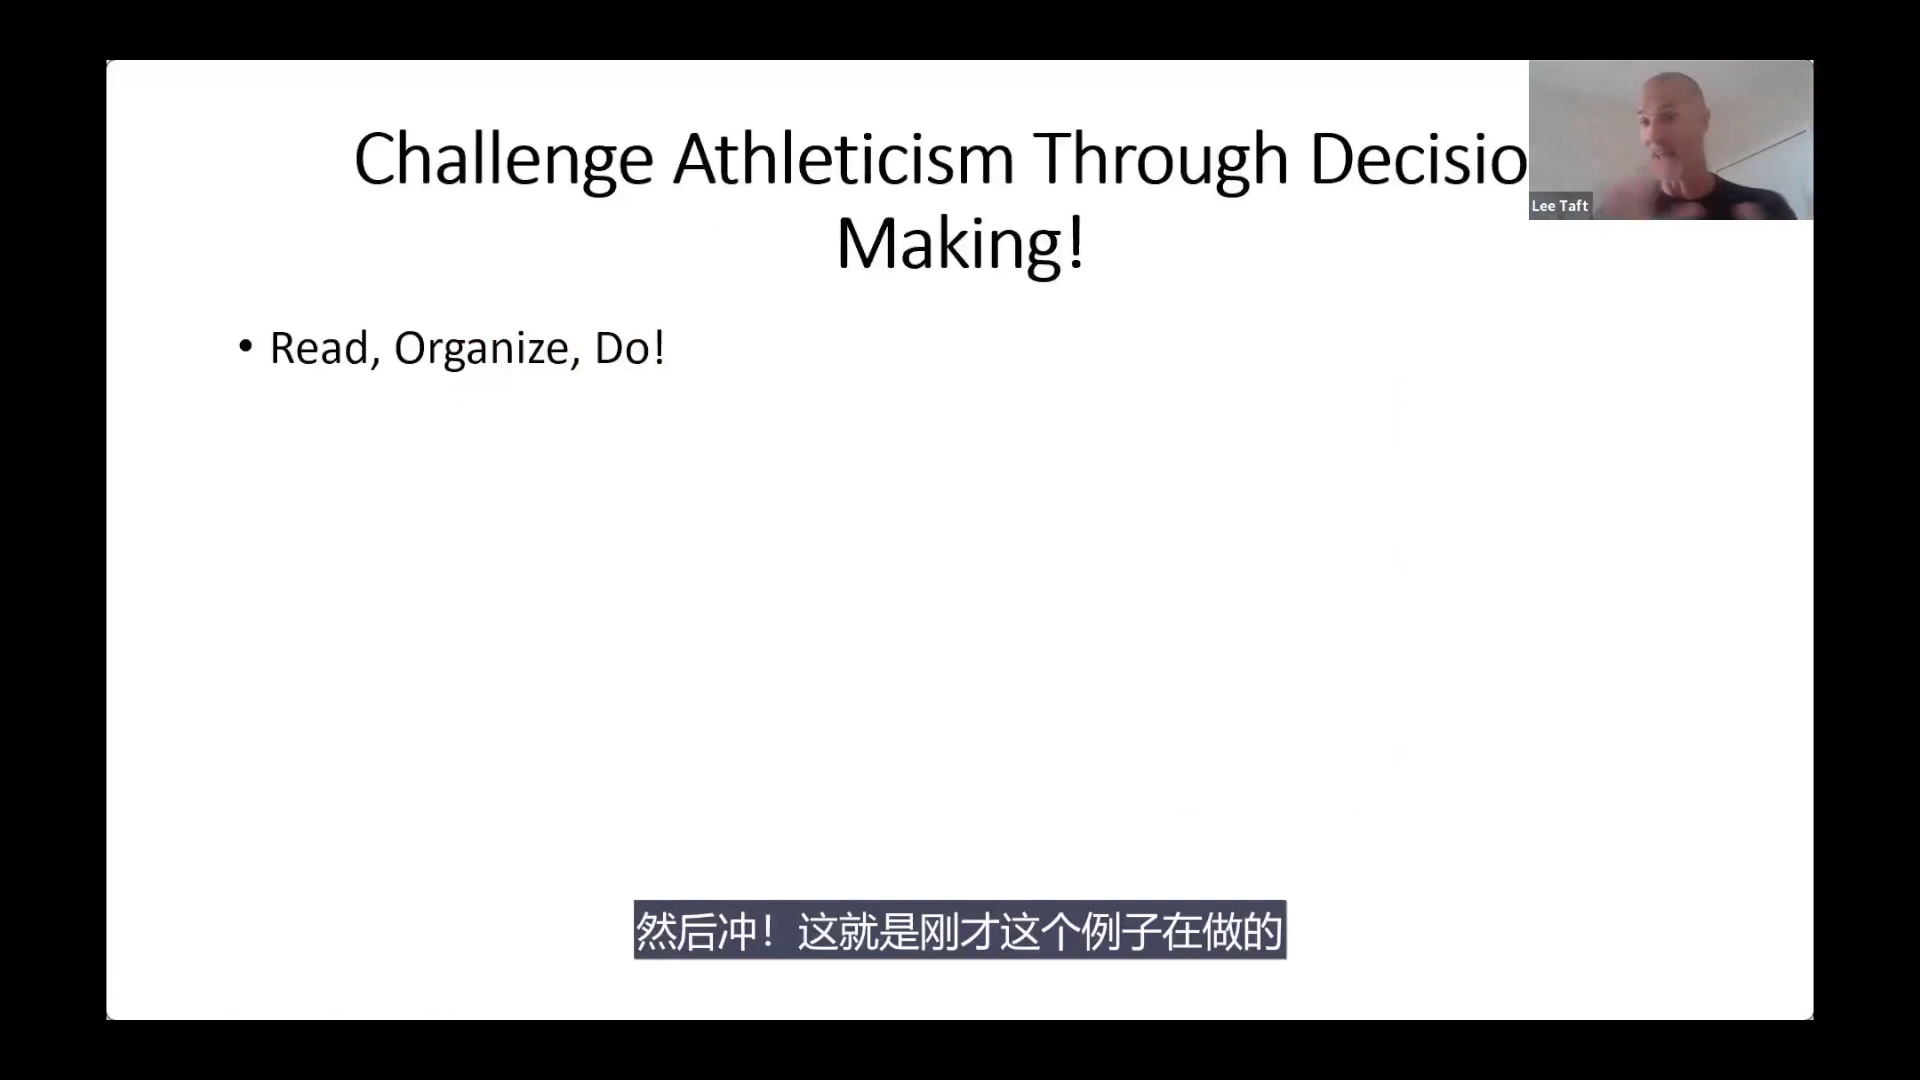 Challenge Athleticism Through Decisio
Making!
Lee Taft
• Read, Organize, Do!
然后冲！这就是刚才这个例子在做的